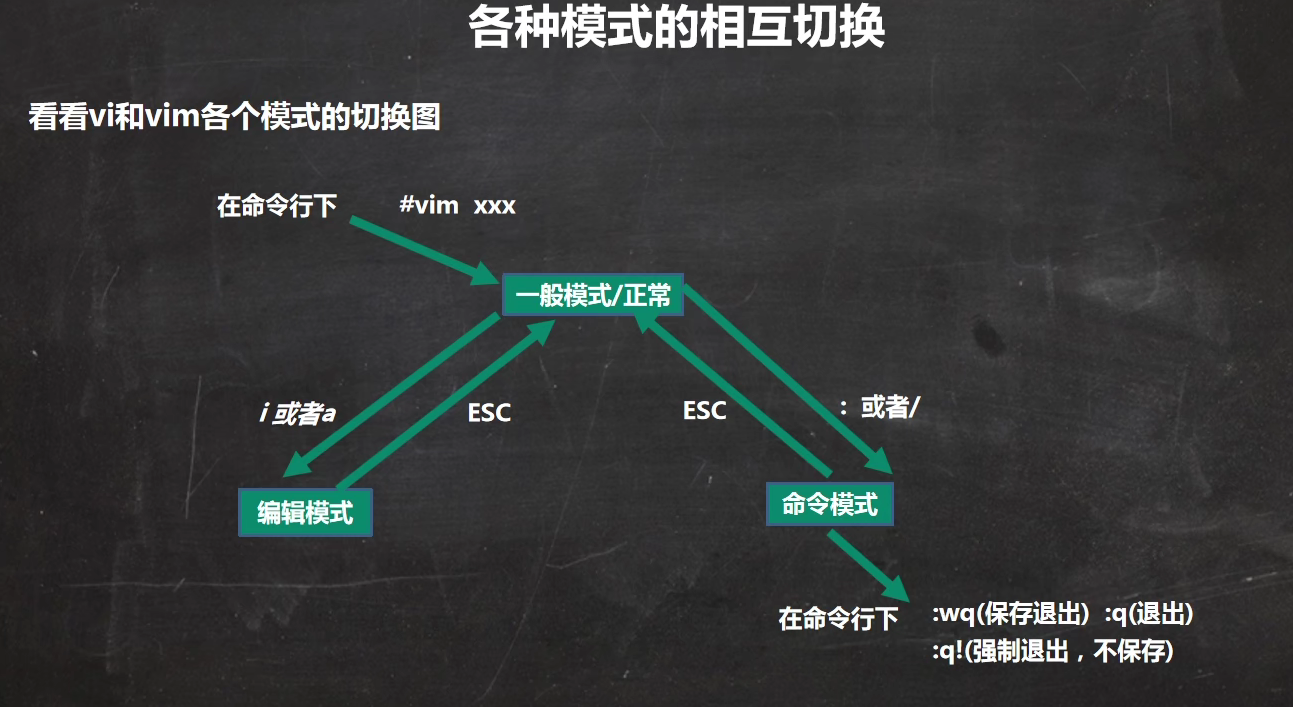 各种模式的相互切换
看看vi和vim各个模式的切换图
在命令行下 #vim xxx
一般模式/正常
i 或者a
ESC
ESC
：或者/
编辑模式
命令模式
在命令行下
:wq(保存退出) :q(退出)
:q!(强制退出，不保存)